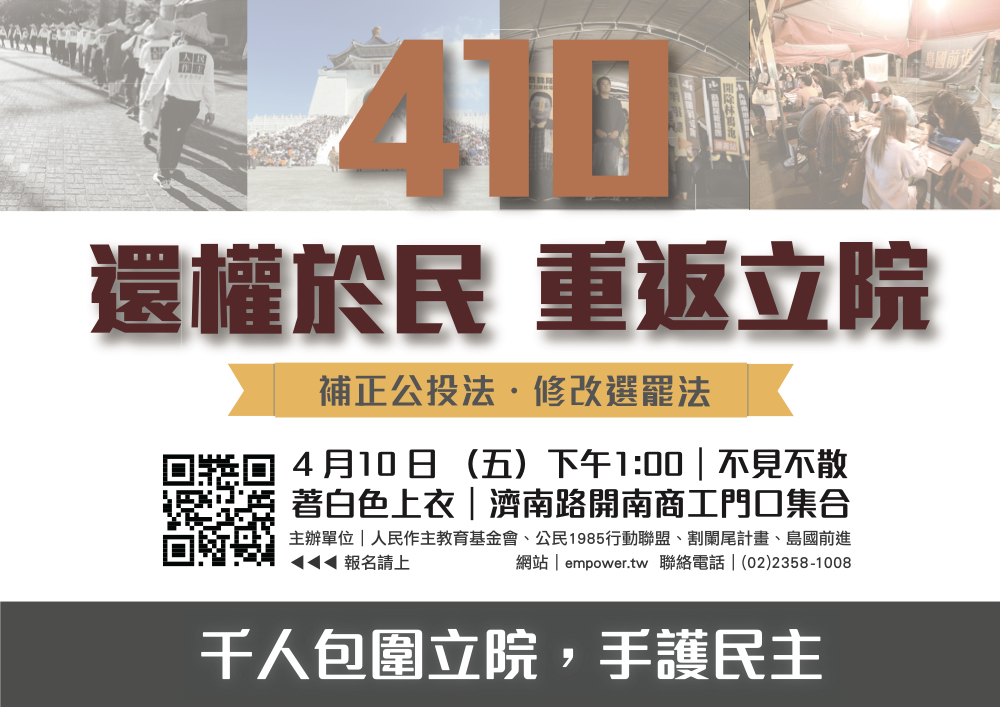 410
還權於民 重返立院
補正公投法・修改選罷法
4月10日（五）下午1:00｜不見不散
著白色上衣｜濟南路開南商工門口集合
主辦單位｜人民作主教育基金會、公民1985行動聯盟、割闌尾計畫、島國前進
◀◀◀ 報名請上 網站｜empower.tw 聯絡電話｜(02)2358-1008
千人包圍立院，手護民主